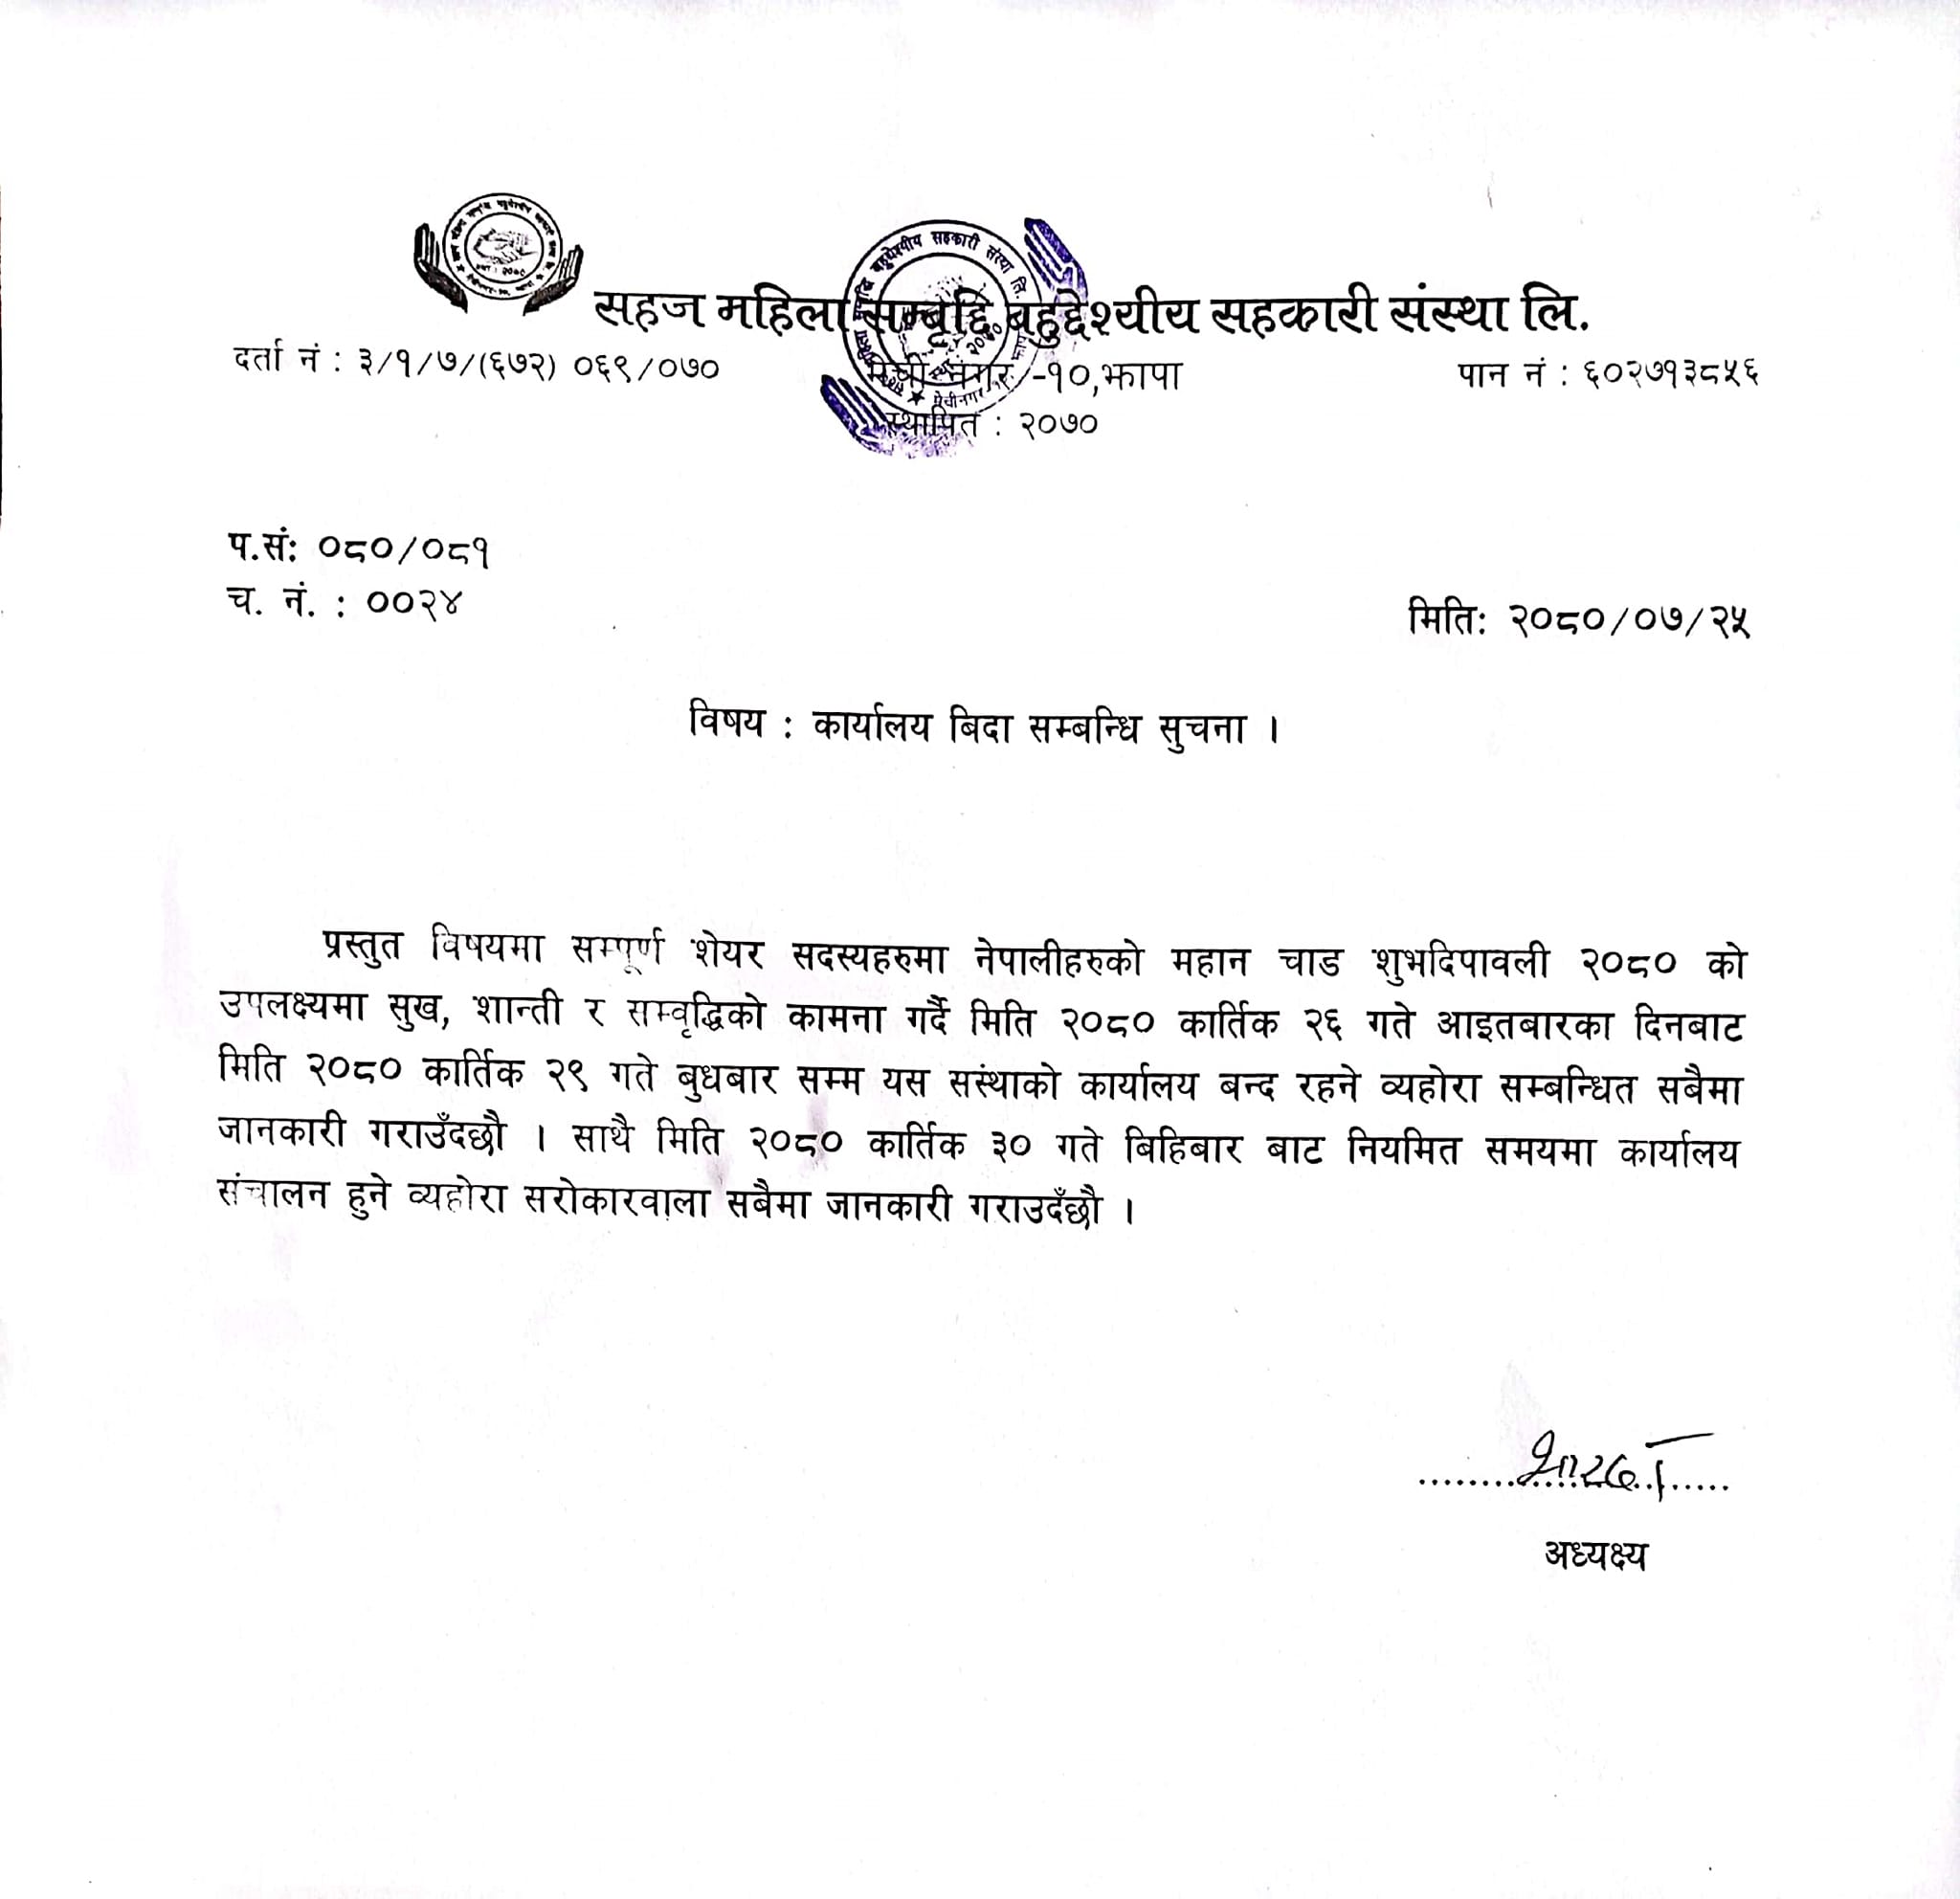 सहज महिला सम्बृद्दि बहुद्देश्यीय सहकारी संस्था लि.
दर्ता नं : ३/१/७/(६७२) ०६९/०७०
मेची नगर -१०,झापा
पान नं : ६०२७१३८५६
स्थापित : २०७०
प.सं: ०८०/०८१
च. नं. : ००२४
मिति: २०८०/०७/२५
विषय : कार्यालय बिदा सम्बन्धि सुचना ।
प्रस्तुत विषयमा सम्पूर्ण शेयर सदस्यहरुमा नेपालीहरुको महान चाड शुभदिपावली २०८० को
उपलक्ष्यमा सुख, शान्ती र सम्वृद्धिको कामना गर्दै मिति २०८० कार्तिक २६ गते आइतबारका दिनबाट
मिति २०८० कार्तिक २९ गते बुधबार सम्म यस सस्थाको कार्यालय बन्द रहने व्यहोरा सम्बन्धित सबैमा
जानकारी गराउँदछौ । साथै मिति २०८० कार्तिक ३० गते बिहिबार बाट नियमित समयमा कार्यालय
संचालन हुने व्यहोरा सरोकारवाला सबैमा जानकारी गराउदँछौ ।
अध्यक्ष्य